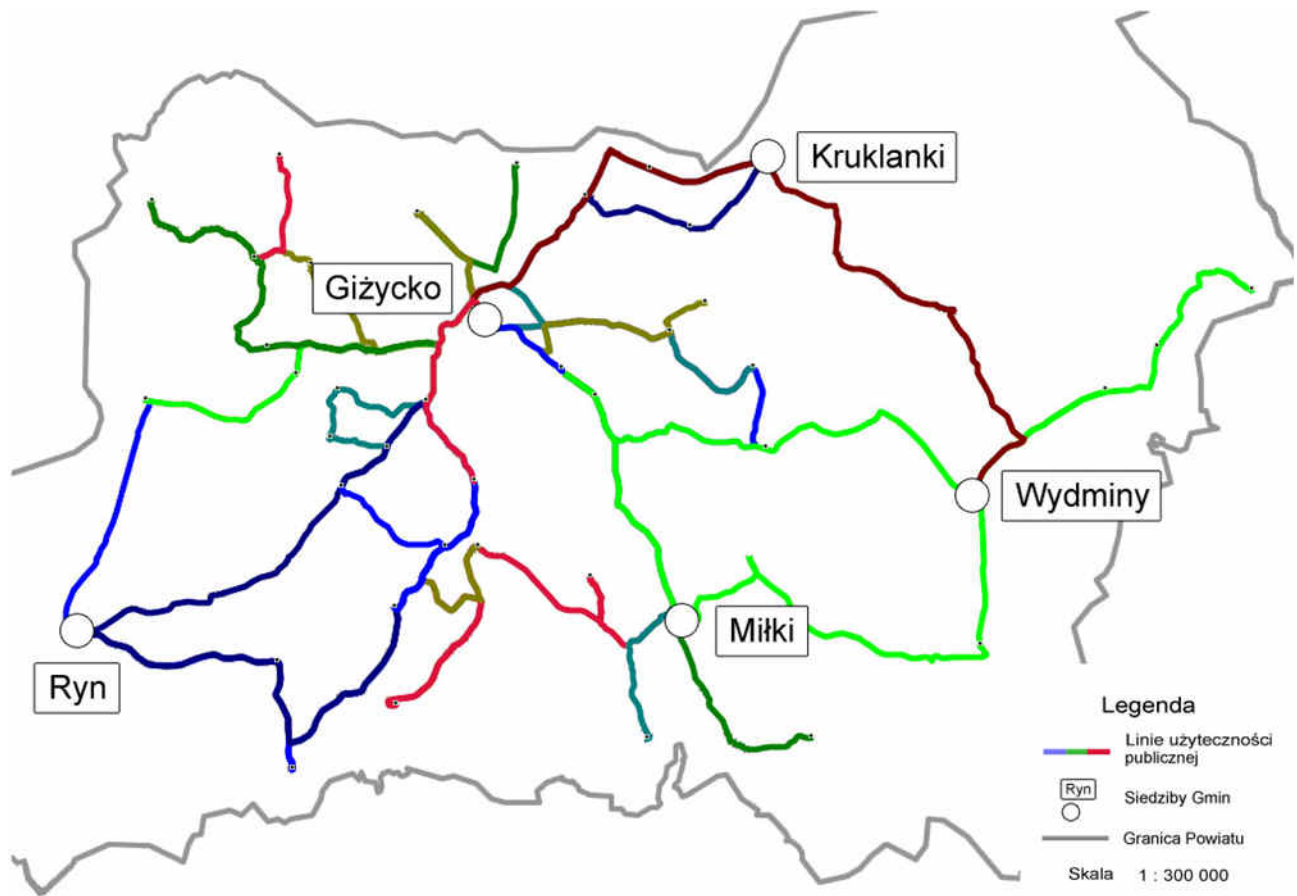 Kruklanki
Giżycko
Wydminy
Miłki
Ryn
Legenda
Linie użyteczności
publicznej
Ryn
Siedziby Gmin
Granica Powiatu
Skala 1 : 300 000